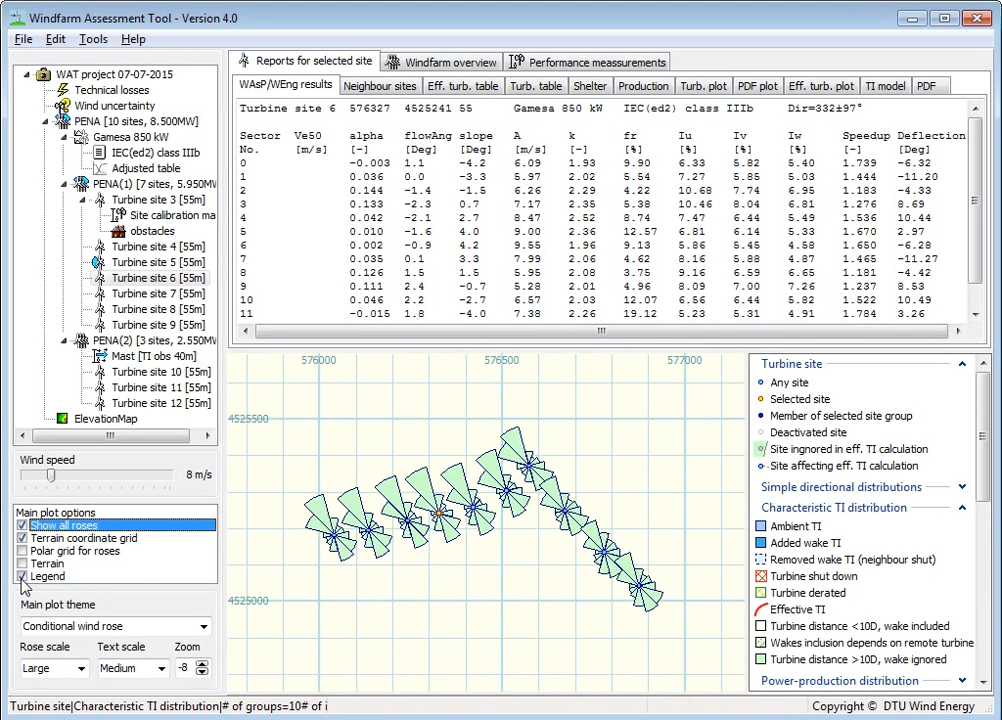 Windfarm Assessment Tool - Version 4.0
File Edit Tools Help
WAT project 07-07-2015
Technical losses
Wind uncertainty
PENA [10 sites, 8.500MW]
Gamesa 850 kW
IEC(ed2) class IIIb
Adjusted table
PENA(1) [7 sites, 5.950MW
Turbine site 3 [55m]
Site calibration ma
obstacles
Turbine site 4 [55m]
Turbine site 5 [55m]
Turbine site 6 [55m]
Turbine site 7 [55m]
Turbine site 8 [55m]
Turbine site 9 [55m]
PENA(2) [3 sites, 2.550MW
Mast [TI obs 40m]
Turbine site 10 [55m]
Turbine site 11 [55m]
Turbine site 12 [55m]
ElevationMap
Wind speed
8 m/s
Main plot options
Show all roses
Terrain coordinate grid
Polar grid for roses
Terrain
Legend
Main plot theme
Conditional wind rose
Rose scale Text scale Zoom
Large Medium -8
Reports for selected site Windfarm overview Performance meassurements
WAsP/WEng results Neighbour sites Eff. turb. table Turb. table Shelter Production Turb. plot PDF plot Eff. turb. plot TI model PDF
Turbine site 6 576327 4525241 55 Gamesa 850 kW IEC(ed2) class IIIb Dir=332±97°
Sector Ve50 alpha flowAng slope A k fr Iu Iv Iw Speedup Deflection
No. [m/s] [-] [Deg] [Deg] [m/s] [-] [%] [%] [%] [%] [-] [Deg]
0 -0.003 1.1 -4.2 6.09 1.93 9.90 6.33 5.82 5.40 1.739 -6.32
1 0.036 0.0 -3.3 5.97 2.02 5.54 7.27 5.85 5.03 1.444 -11.20
2 0.144 -1.4 -1.5 6.26 2.29 4.22 10.68 7.74 6.95 1.183 -4.33
3 0.133 -2.3 0.7 7.17 2.35 5.38 10.46 8.04 6.81 1.276 8.69
4 0.042 -2.1 2.7 8.47 2.52 8.74 7.47 6.44 5.49 1.536 10.44
5 0.010 -1.6 4.0 9.00 2.36 12.57 6.81 6.14 5.33 1.670 2.97
6 0.002 -0.9 4.2 9.55 1.96 9.13 5.86 5.45 4.58 1.650 -6.28
7 0.035 0.1 3.3 7.99 2.06 4.62 8.16 5.88 4.87 1.465 -11.27
8 0.126 1.5 1.5 5.95 2.08 3.75 9.16 6.59 6.65 1.181 -4.42
9 0.111 2.4 -0.7 5.28 2.01 4.96 8.09 7.00 7.26 1.237 8.53
10 0.046 2.2 -2.7 6.57 2.03 12.07 6.56 6.44 5.82 1.522 10.49
11 -0.015 1.8 -4.0 7.38 2.26 19.12 5.23 5.31 4.91 1.784 3.26
576000 576500 577000
4525500
4525000
Turbine site
Any site
Selected site
Member of selected site group
Deactivated site
Site ingnored in eff. TI calculation
Site affecting eff. TI calculation
Simple directional distributions
Characteristic TI distribution
Ambient TI
Added wake TI
Removed wake TI (neighbour shut)
Turbine shut down
Turbine derated
Effective TI
Turbine distance <10D, wake included
Wakes inclusion depends on remote turbine
Turbine distance >10D, wake ignored
Power-production distribution
Turbine site|Characteristic TI distribution|# of groups=10# of i
Copyright © DTU Wind Energy